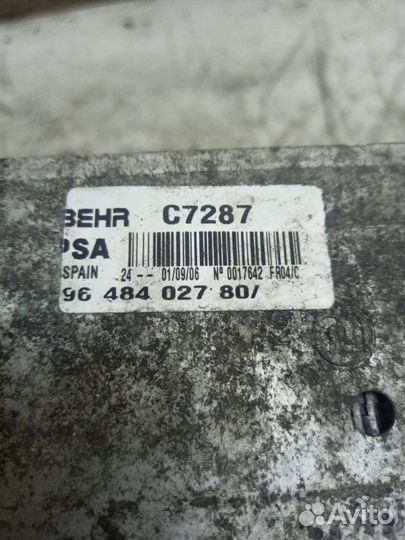 BEHR C7287
PSA
SPAIN 24 -- 01/09/06 Nº 0017642 FR04/C
96 484 027 80/
Avito